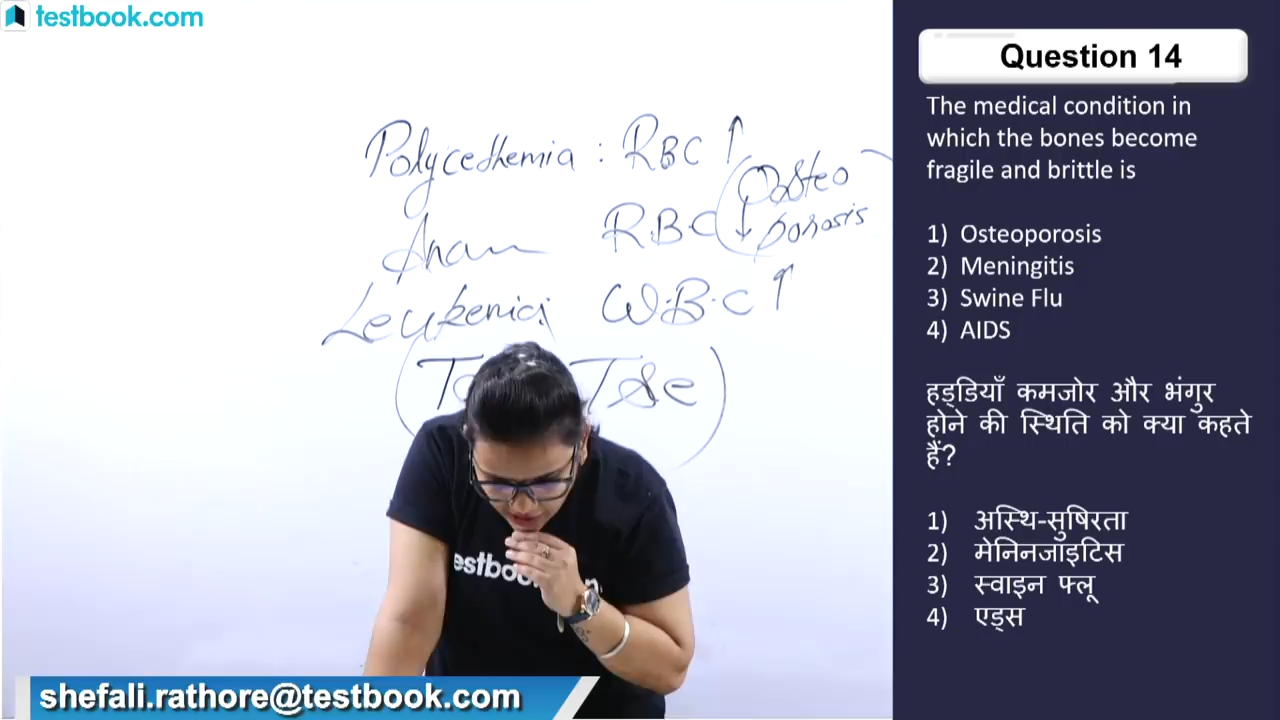 testbook.com
Polycethemia : RBC ↑
Osteo
porosis
R.B.C ↓
Leukemia: W.B.C ↑
estboo
shefali.rathore@testbook.com
Question 14
The medical condition in
which the bones become
fragile and brittle is
1) Osteoporosis
2) Meningitis
3) Swine Flu
4) AIDS
हड्डियाँ कमजोर और भंगुर
होने की स्थिति को क्या कहते
हैं?
1) अस्थि-सुषिरता
2) मेनिनजाइटिस
3) स्वाइन फ्लू
4) एड्स